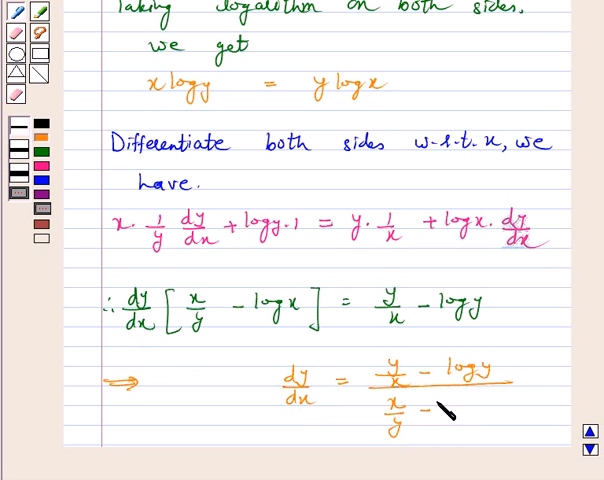 Taking logarithm on both sides,
we get
x log y = y log x
Differentiate both sides w.r.t. x, we
have.
x · 1/y dy/dx + log y · 1 = y · 1/x + log x · dy/dx
∴ dy/dx [ x/y - log x ] = y/x - log y
⇒ dy/dx = (y/x - log y)/(x/y -